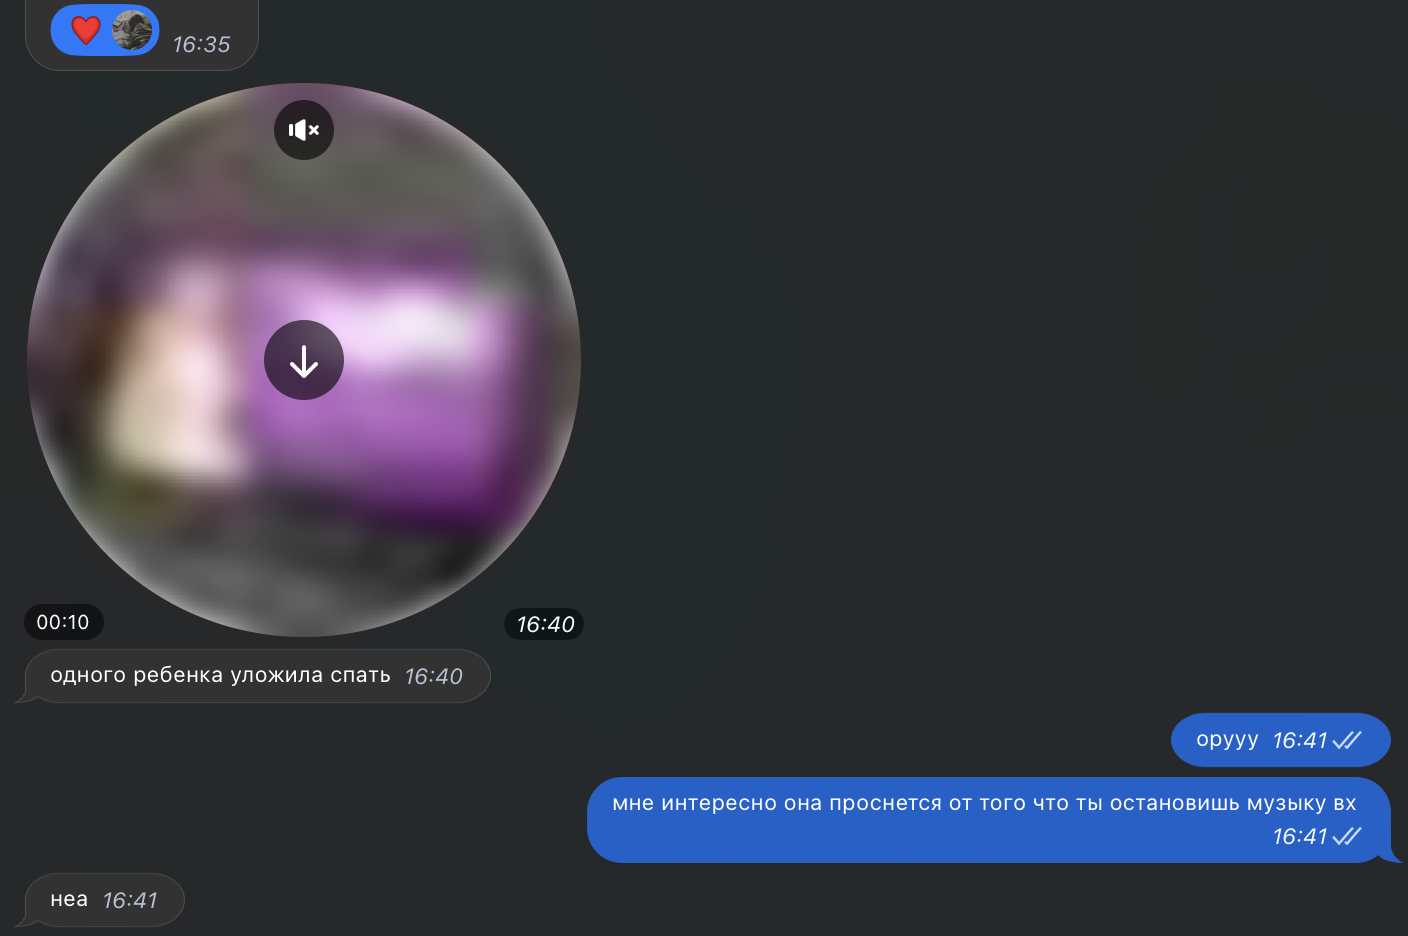 16:35
00:10
16:40
одного ребенка уложила спать 16:40
орууу 16:41
мне интересно она проснется от того что ты остановишь музыку вх
16:41
неа 16:41